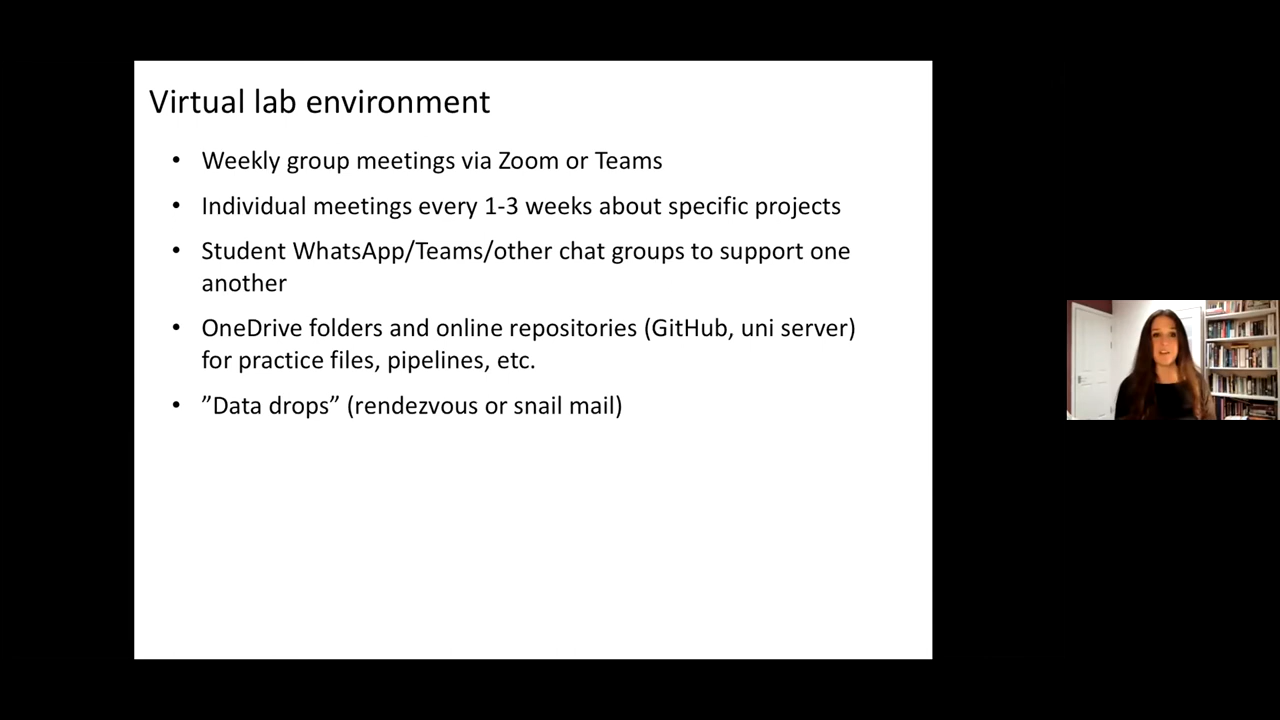 Virtual lab environment
• Weekly group meetings via Zoom or Teams
• Individual meetings every 1-3 weeks about specific projects
• Student WhatsApp/Teams/other chat groups to support one
another
• OneDrive folders and online repositories (GitHub, uni server)
for practice files, pipelines, etc.
• ”Data drops” (rendezvous or snail mail)